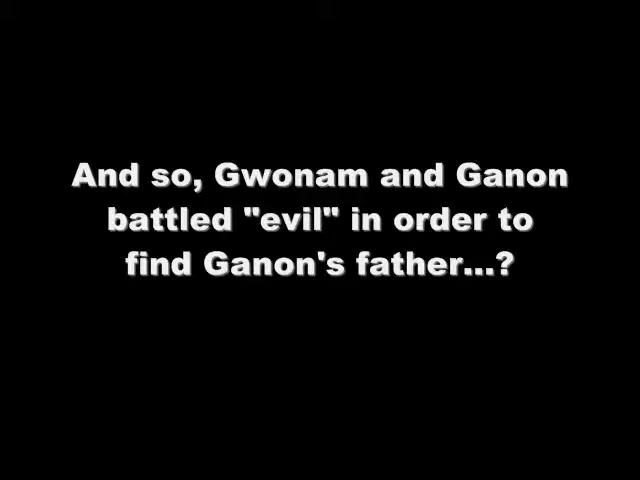 And so, Gwonam and Ganon
battled "evil" in order to
find Ganon's father...?